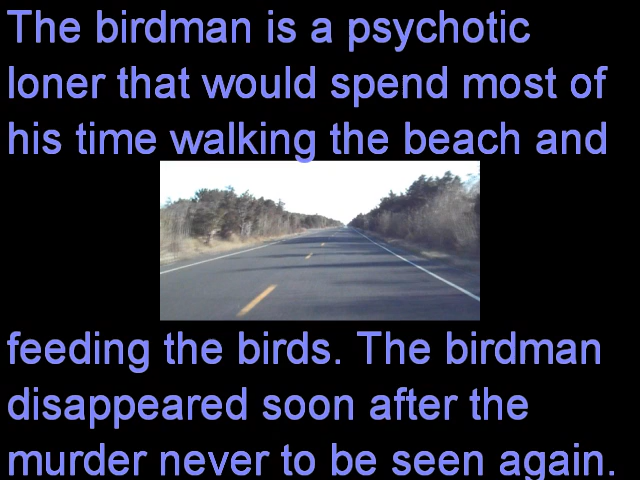 The birdman is a psychotic
loner that would spend most of
his time walking the beach and
feeding the birds. The birdman
disappeared soon after the
murder never to be seen again.